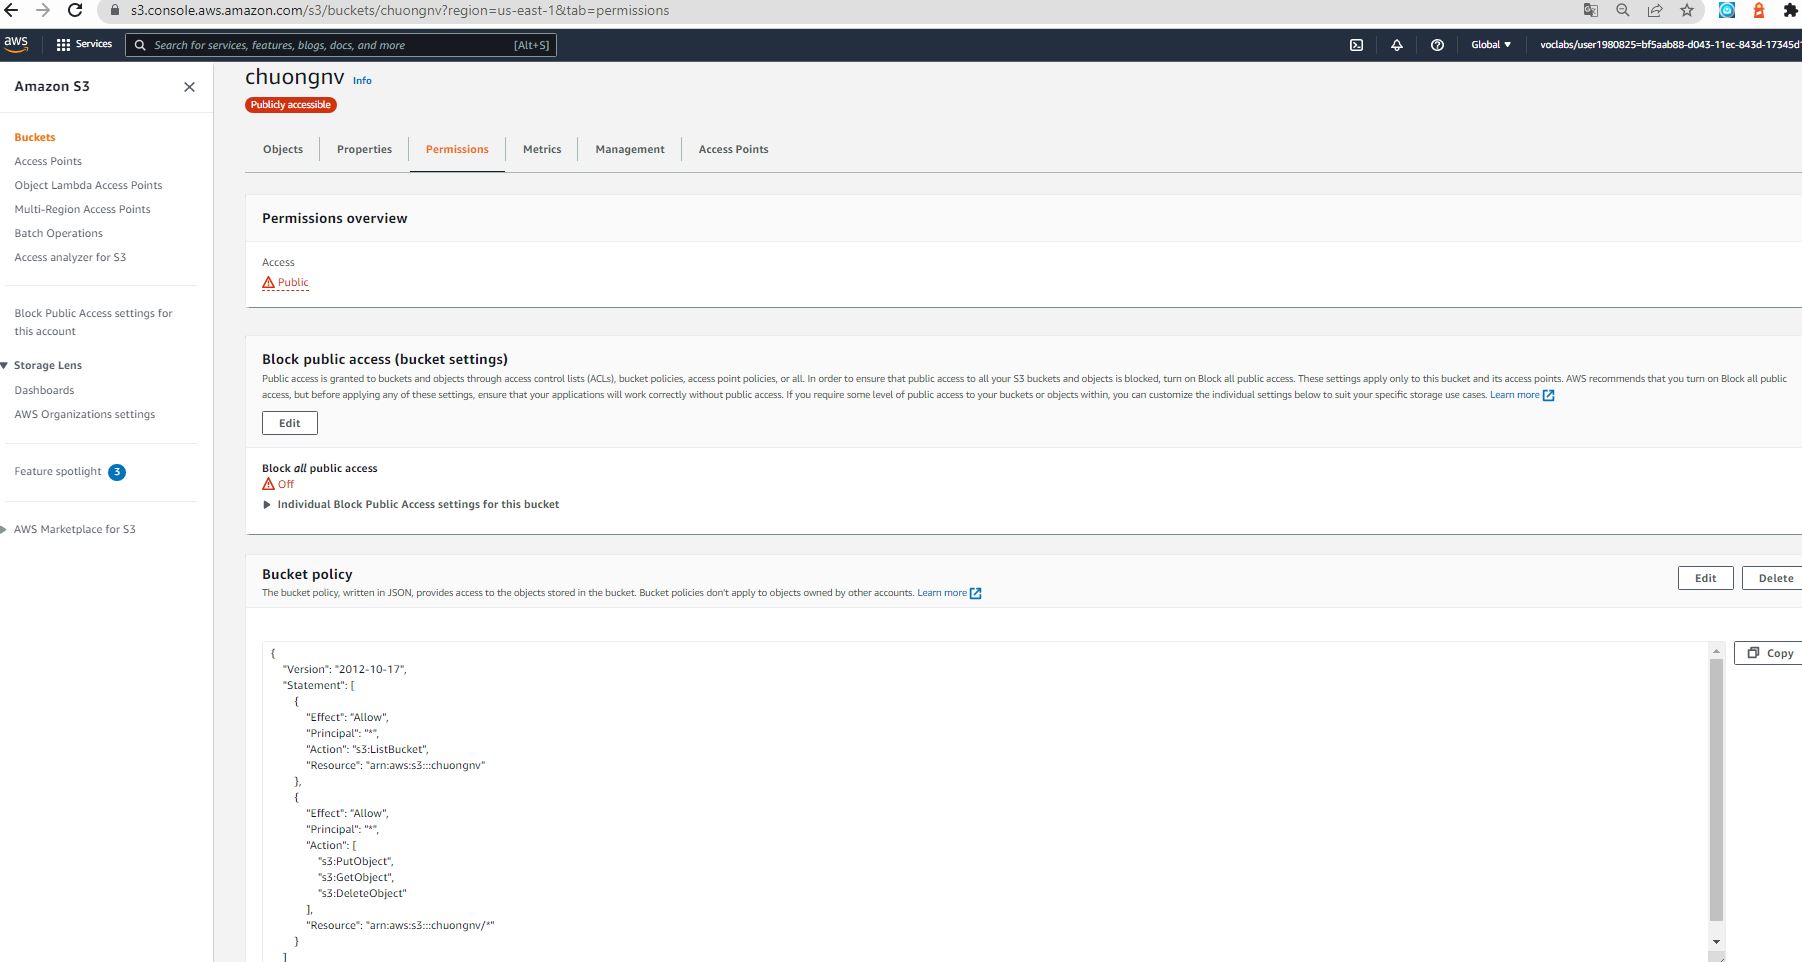 s3.console.aws.amazon.com/s3/buckets/chuongnv?region=us-east-1&tab=permissions
aws
Services
Search for services, features, blogs, docs, and more
[Alt+S]
Global
voclabs/user1980825=bf5aab88-d043-11ec-843d-17345d
Amazon S3
Buckets
Access Points
Object Lambda Access Points
Multi-Region Access Points
Batch Operations
Access analyzer for S3
Block Public Access settings for
this account
Storage Lens
Dashboards
AWS Organizations settings
Feature spotlight 3
AWS Marketplace for S3
chuongnv Info
Publicly accessible
Objects
Properties
Permissions
Metrics
Management
Access Points
Permissions overview
Access
Public
Block public access (bucket settings)
Public access is granted to buckets and objects through access control lists (ACLs), bucket policies, access point policies, or all. In order to ensure that public access to all your S3 buckets and objects is blocked, turn on Block all public access. These settings apply only to this bucket and its access points. AWS recommends that you turn on Block all public
access, but before applying any of these settings, ensure that your applications will work correctly without public access. If you require some level of public access to your buckets or objects within, you can customize the individual settings below to suit your specific storage use cases. Learn more
Edit
Block all public access
Off
Individual Block Public Access settings for this bucket
Bucket policy
The bucket policy, written in JSON, provides access to the objects stored in the bucket. Bucket policies don't apply to objects owned by other accounts. Learn more
Edit
Delete
Copy
{
"Version": "2012-10-17",
"Statement": [
{
"Effect": "Allow",
"Principal": "*",
"Action": "s3:ListBucket",
"Resource": "arn:aws:s3:::chuongnv"
},
{
"Effect": "Allow",
"Principal": "*",
"Action": [
"s3:PutObject",
"s3:GetObject",
"s3:DeleteObject"
],
"Resource": "arn:aws:s3:::chuongnv/*"
}
]